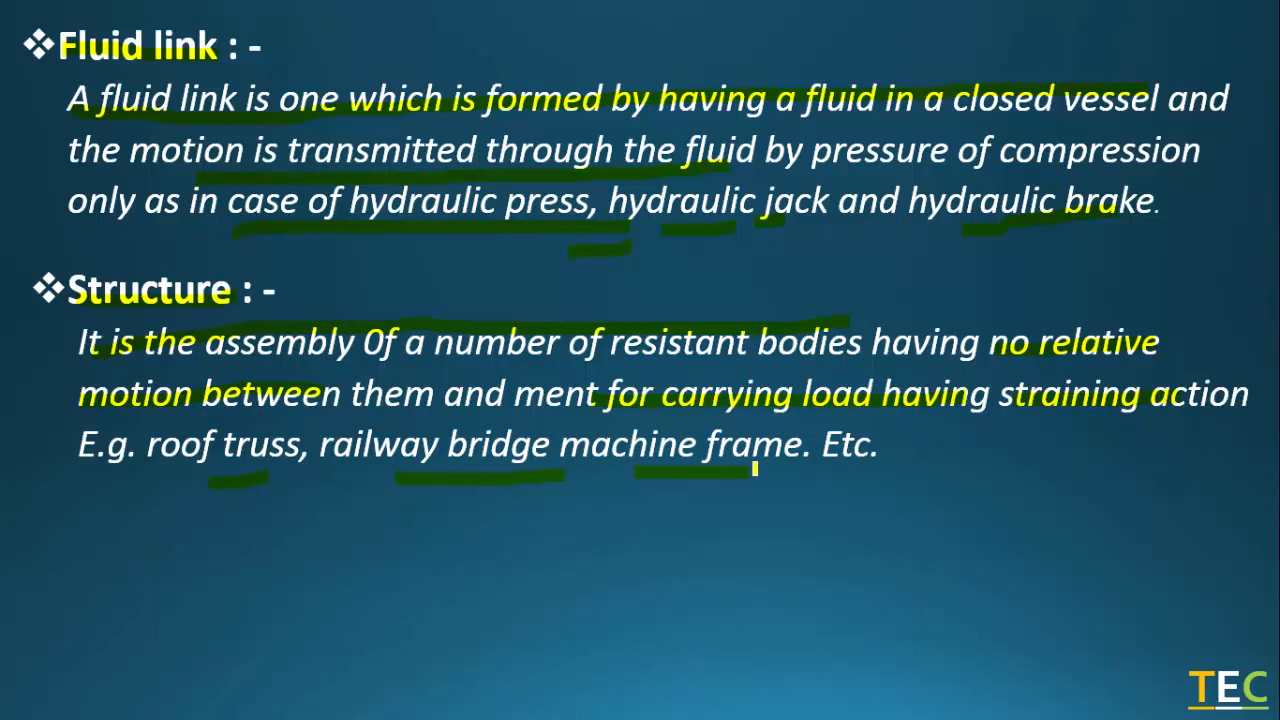 ❖Fluid link : -
A fluid link is one which is formed by having a fluid in a closed vessel and
the motion is transmitted through the fluid by pressure of compression
only as in case of hydraulic press, hydraulic jack and hydraulic brake.
❖Structure : -
It is the assembly 0f a number of resistant bodies having no relative
motion between them and ment for carrying load having straining action
E.g. roof truss, railway bridge machine frame. Etc.
TEC